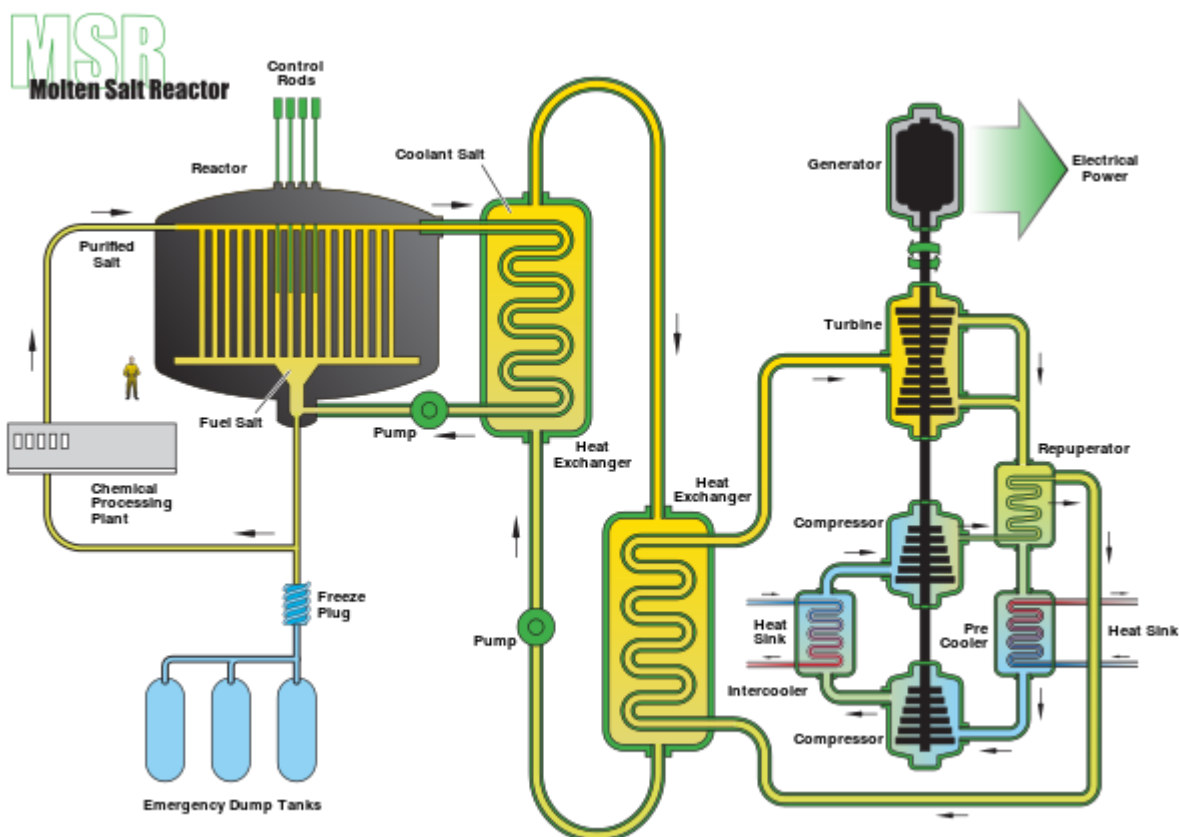 MSR
Molten Salt Reactor
Control
Rods
Reactor
Coolant Salt
Generator
Electrical
Power
Purified
Salt
Turbine
Fuel Salt
Pump
Heat
Exchanger
Repuperator
Chemical
Processing
Plant
Heat
Exchanger
Compressor
Freeze
Plug
Pump
Heat
Sink
Pre
Cooler
Heat Sink
Intercooler
Compressor
Emergency Dump Tanks